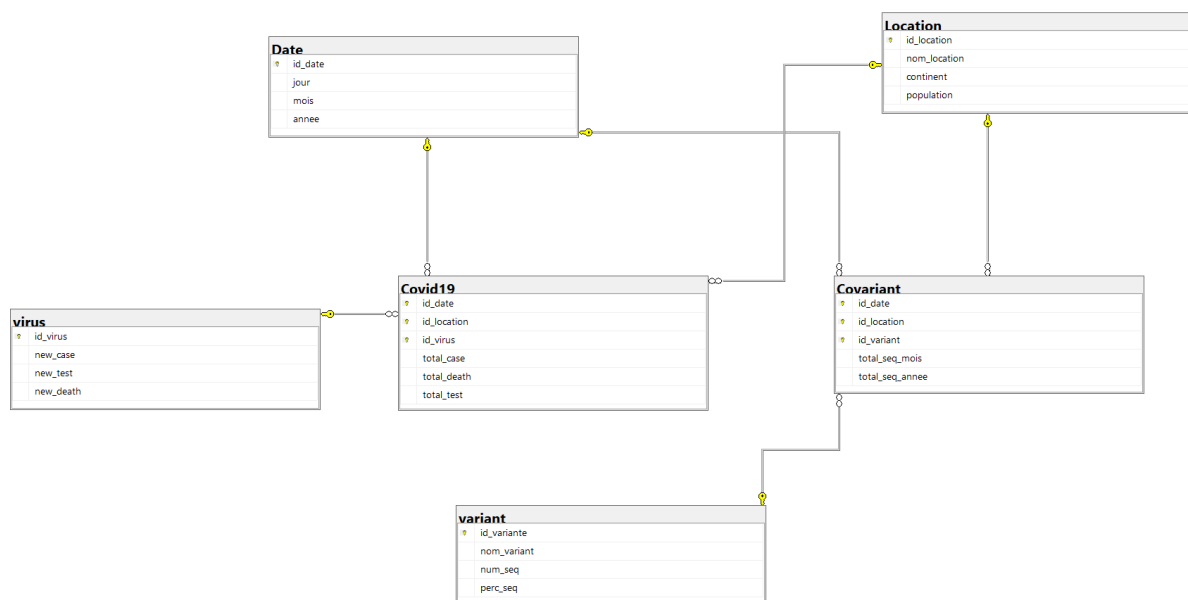 Date
id_date
jour
mois
annee
Location
id_location
nom_location
continent
population
virus
id_virus
new_case
new_test
new_death
Covid19
id_date
id_location
id_virus
total_case
total_death
total_test
Covariant
id_date
id_location
id_variant
total_seq_mois
total_seq_annee
variant
id_variante
nom_variant
num_seq
perc_seq